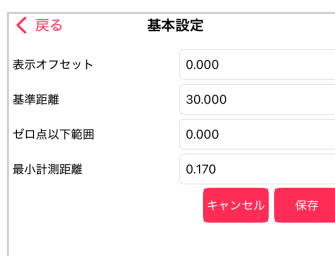 戻る 基本設定
表示オフセット 0.000
基準距離 30.000
ゼロ点以下範囲 0.000
最小計測距離 0.170
キャンセル 保存